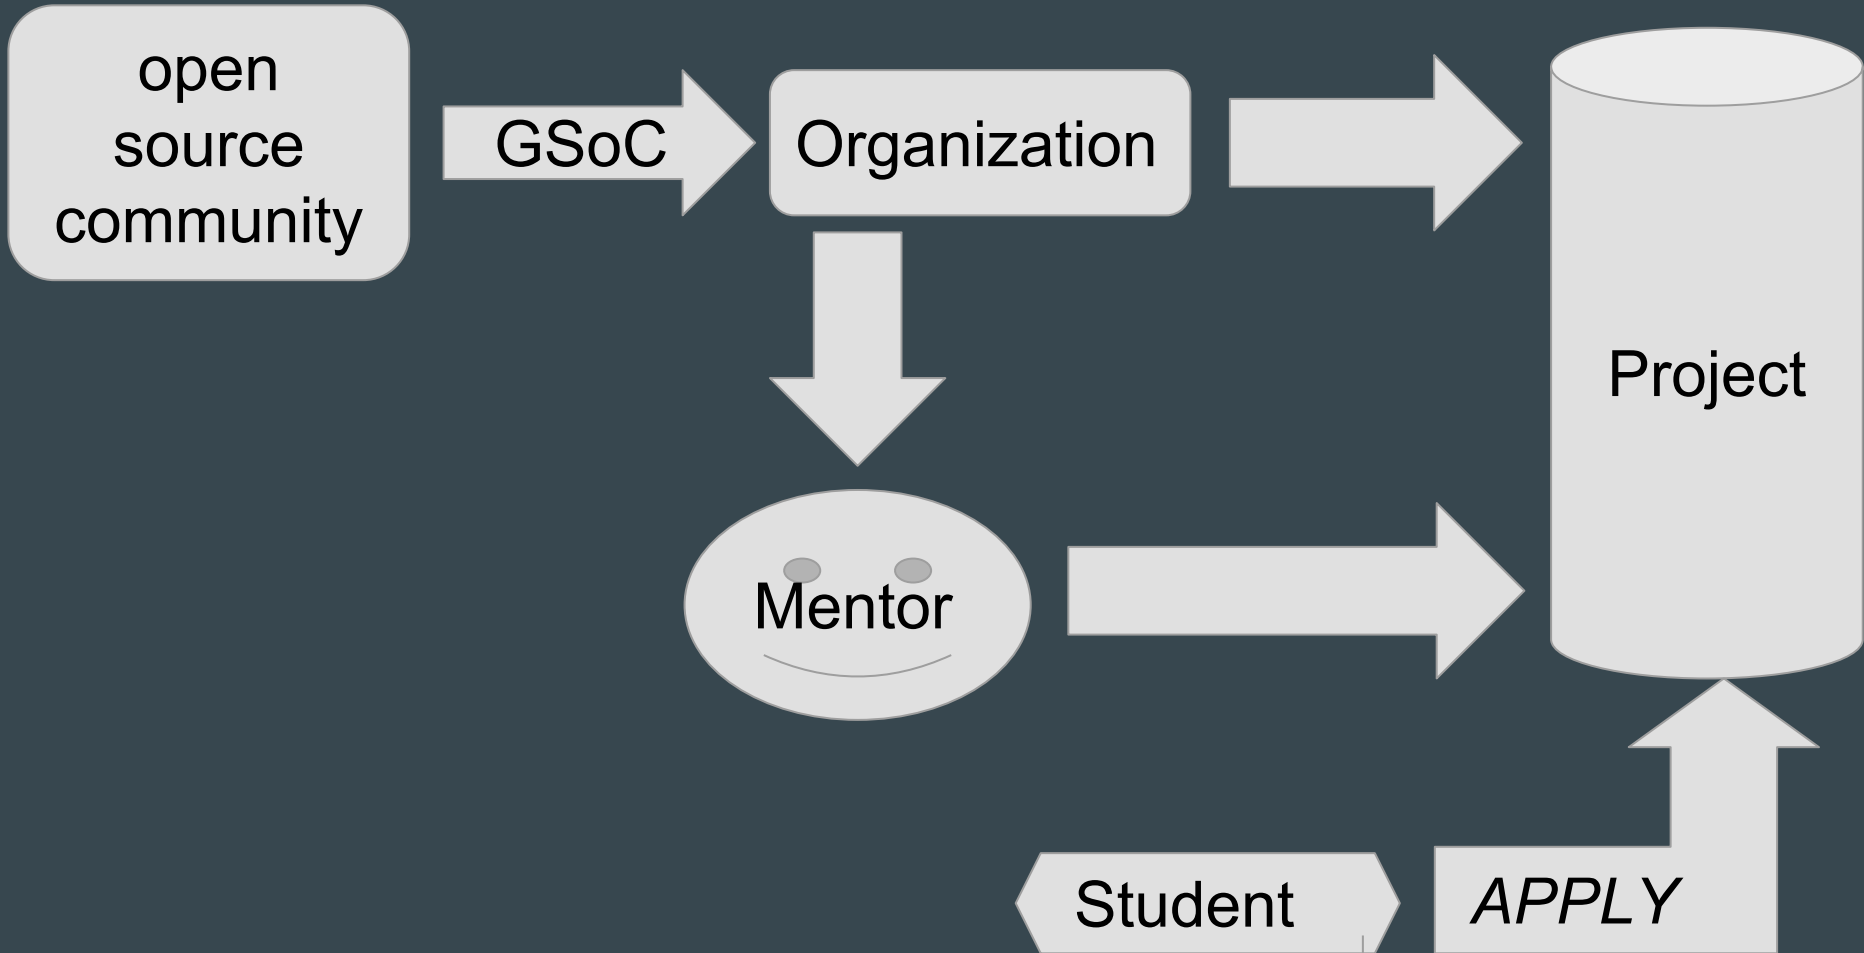 open
source
community
GSoC
Organization
Project
Mentor
Student
APPLY